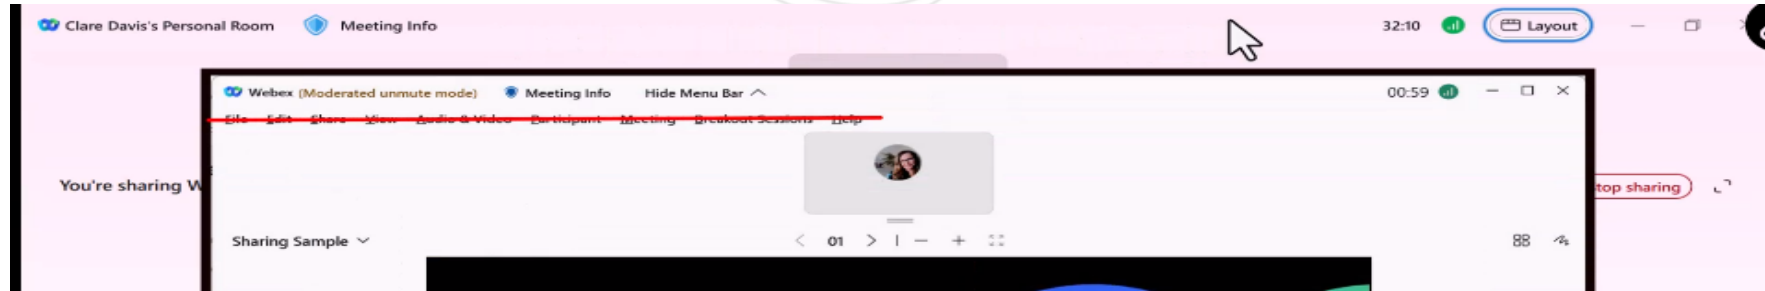 Clare Davis's Personal Room Meeting Info 32:10 Layout
Webex (Moderated unmute mode) Meeting Info Hide Menu Bar 00:59
File Edit Share View Audio & Video Participant Meeting Breakout Sessions Help
You're sharing W top sharing
Sharing Sample 01